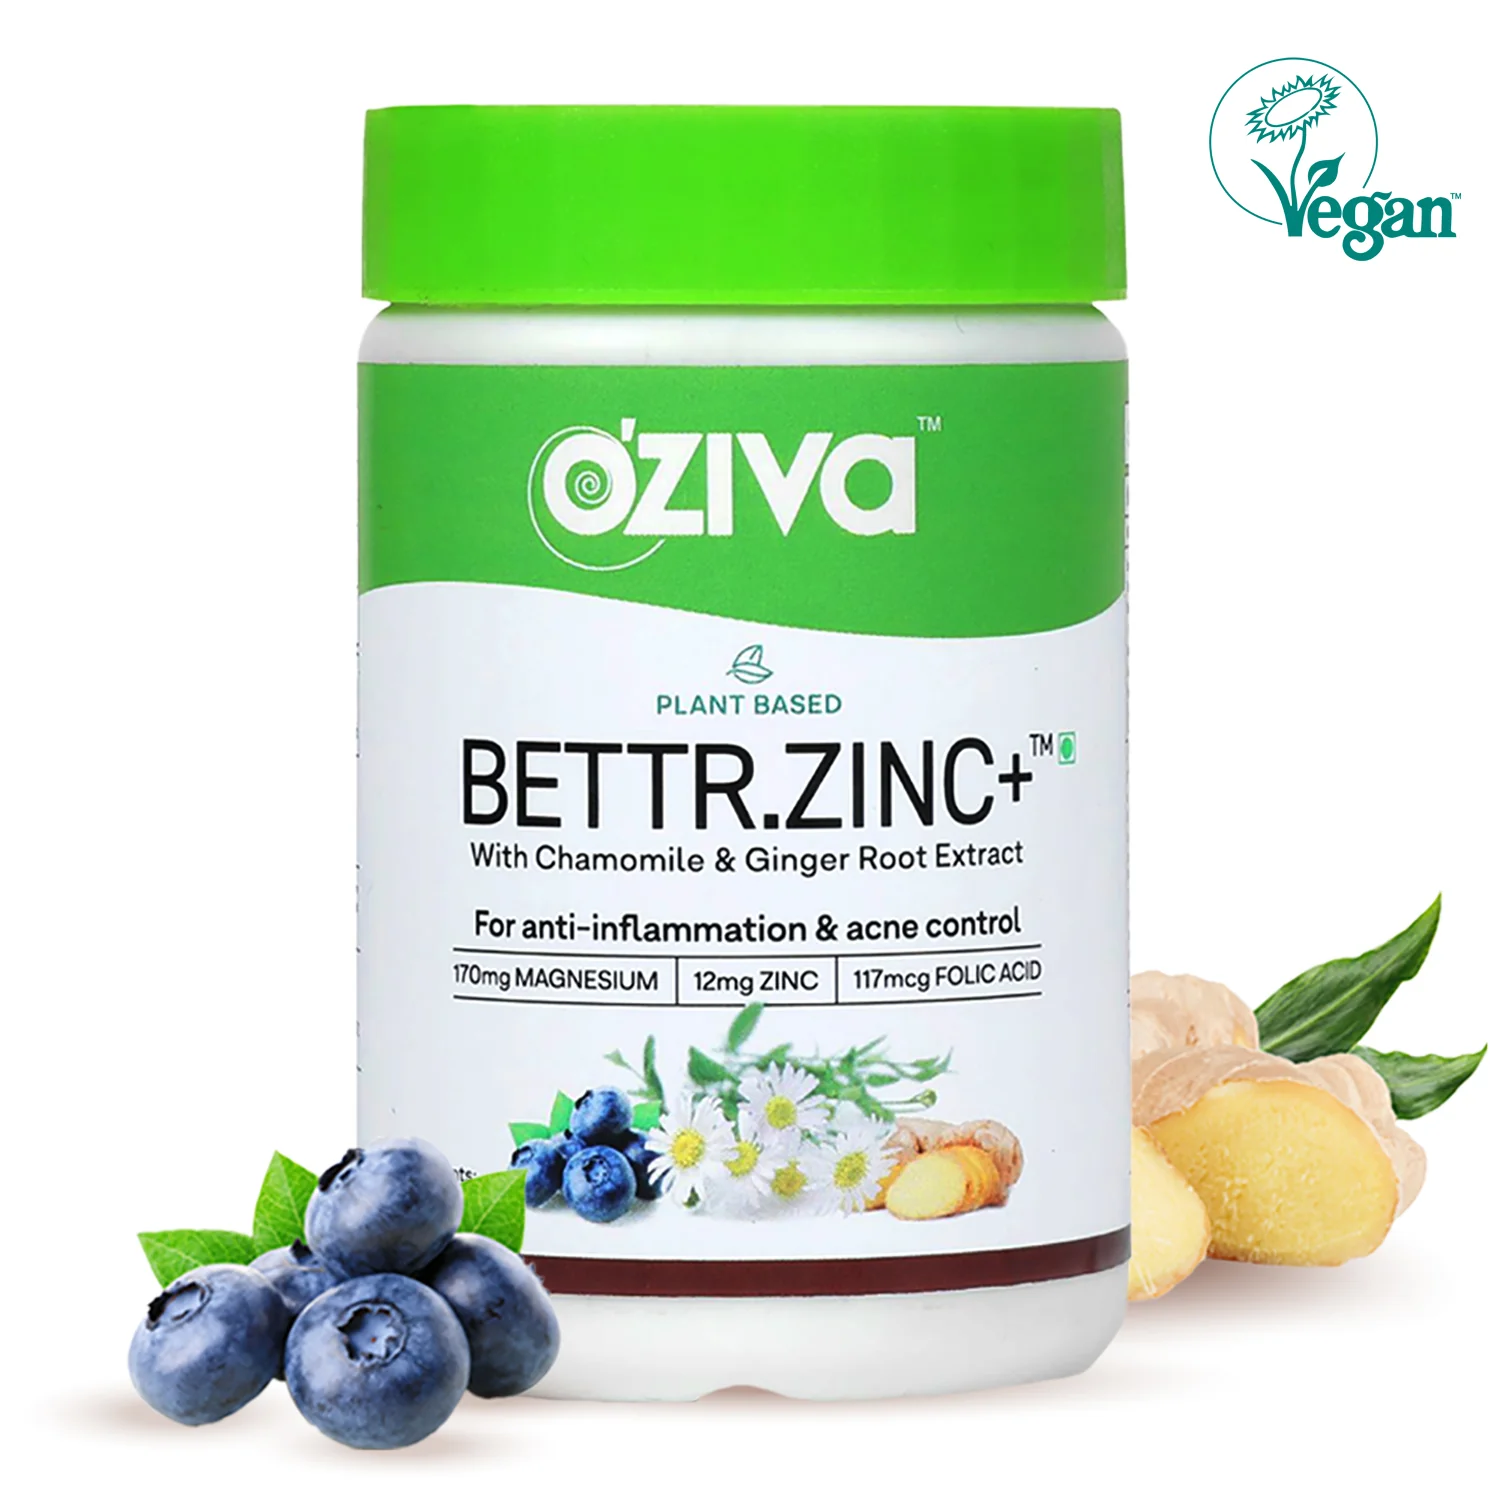 Vegan™
O'ZIVA™
PLANT BASED
BETTR.ZINC+™
With Chamomile & Ginger Root Extract
For anti-inflammation & acne control
170mg MAGNESIUM | 12mg ZINC | 117mcg FOLIC ACID